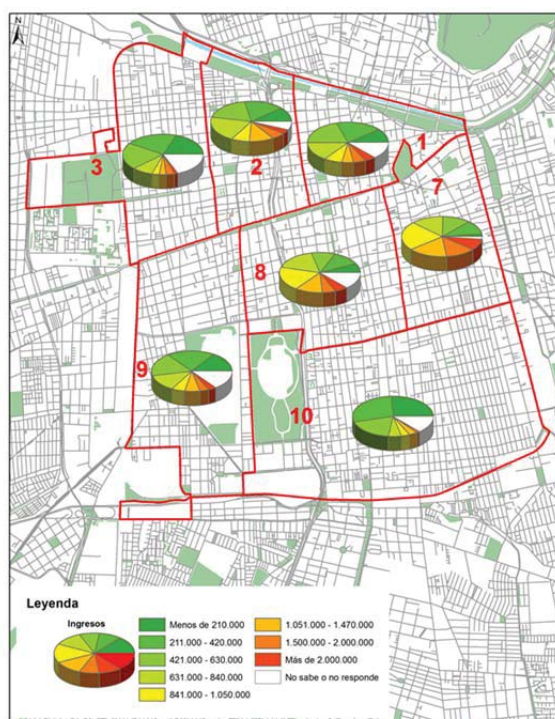 N
1
3
2
7
8
9
10
Leyenda
Ingresos
Menos de 210.000
211.000 - 420.000
421.000 - 630.000
631.000 - 840.000
841.000 - 1.050.000
1.051.000 - 1.470.000
1.500.000 - 2.000.000
Más de 2.000.000
No sabe o no responde